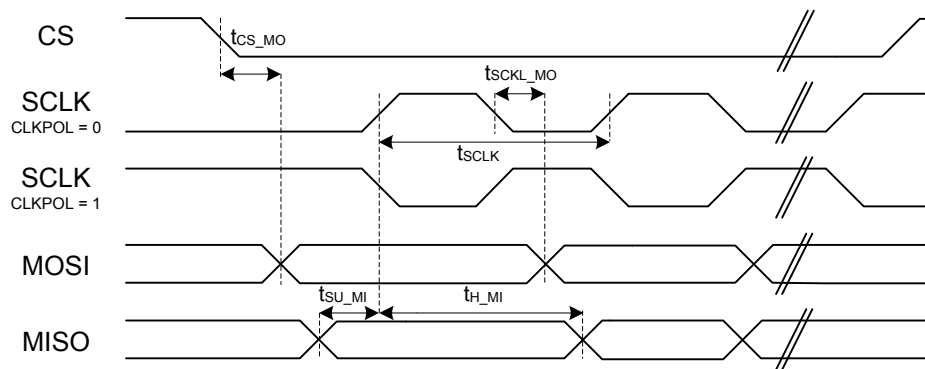 CS
tCS_MO
tSCKL_MO
SCLK
CLKPOL = 0
tSCLK
SCLK
CLKPOL = 1
MOSI
tSU_MI
tH_MI
MISO